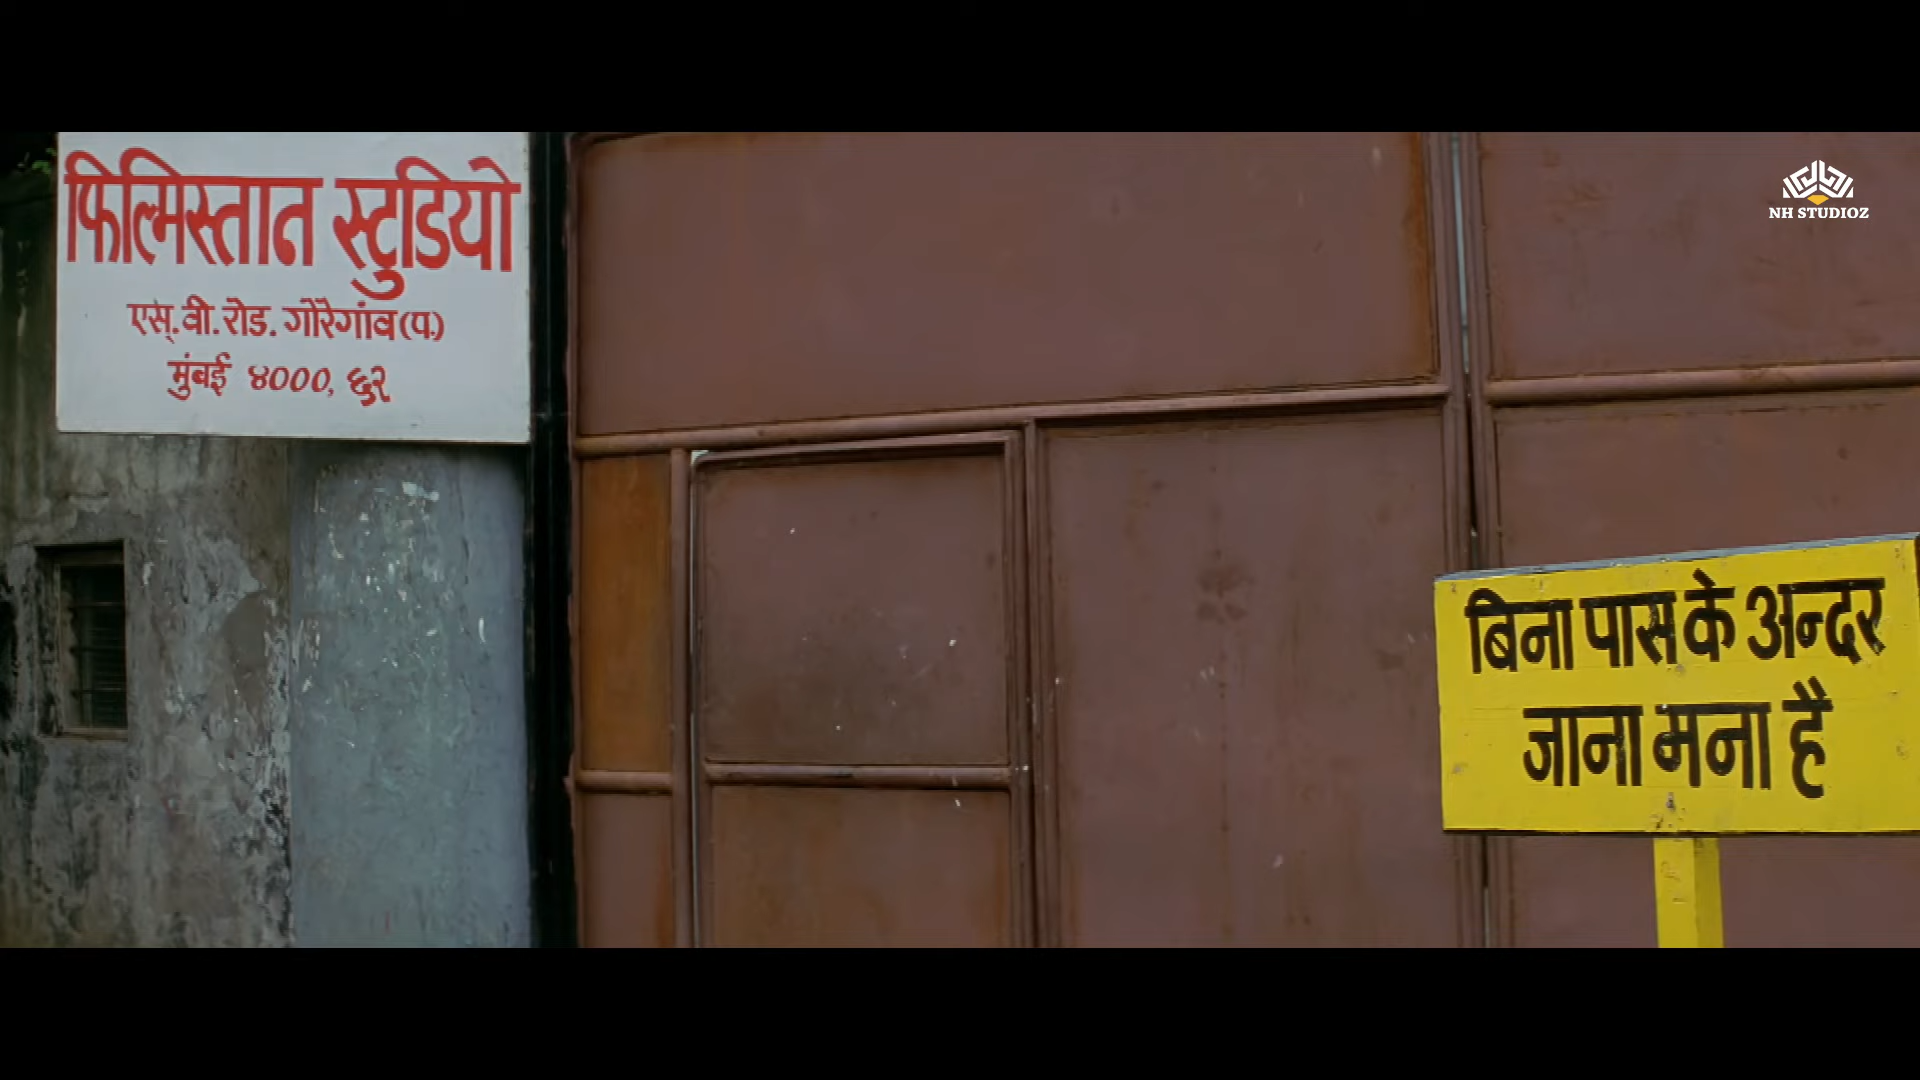 फिल्मिस्तान स्टुडियो
एस्.वी.रोड. गोरेगांव(प.)
मुंबई ४०००, ६२
NH STUDIOZ
बिना पास के अन्दर
जाना मना है